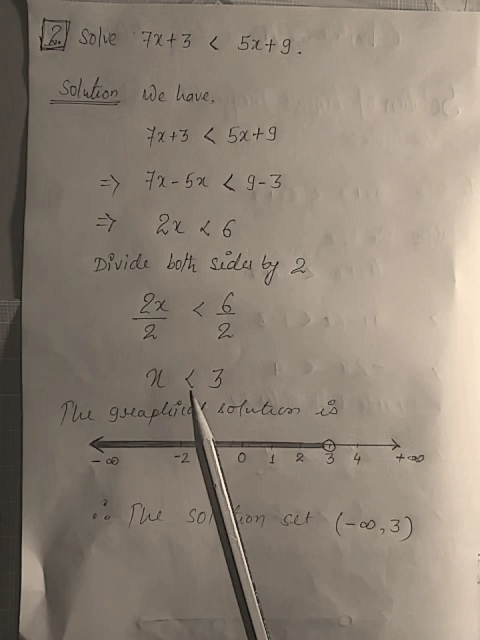 2. Solve 7x+3 < 5x+9.
Solution We have,
7x+3 < 5x+9
=> 7x-5x < 9-3
=> 2x < 6
Divide both sides by 2
2x/2 < 6/2
x < 3
The graphical solution is
-∞ -2 0 1 2 3 4 +∞
∴ The solution set (-∞, 3)